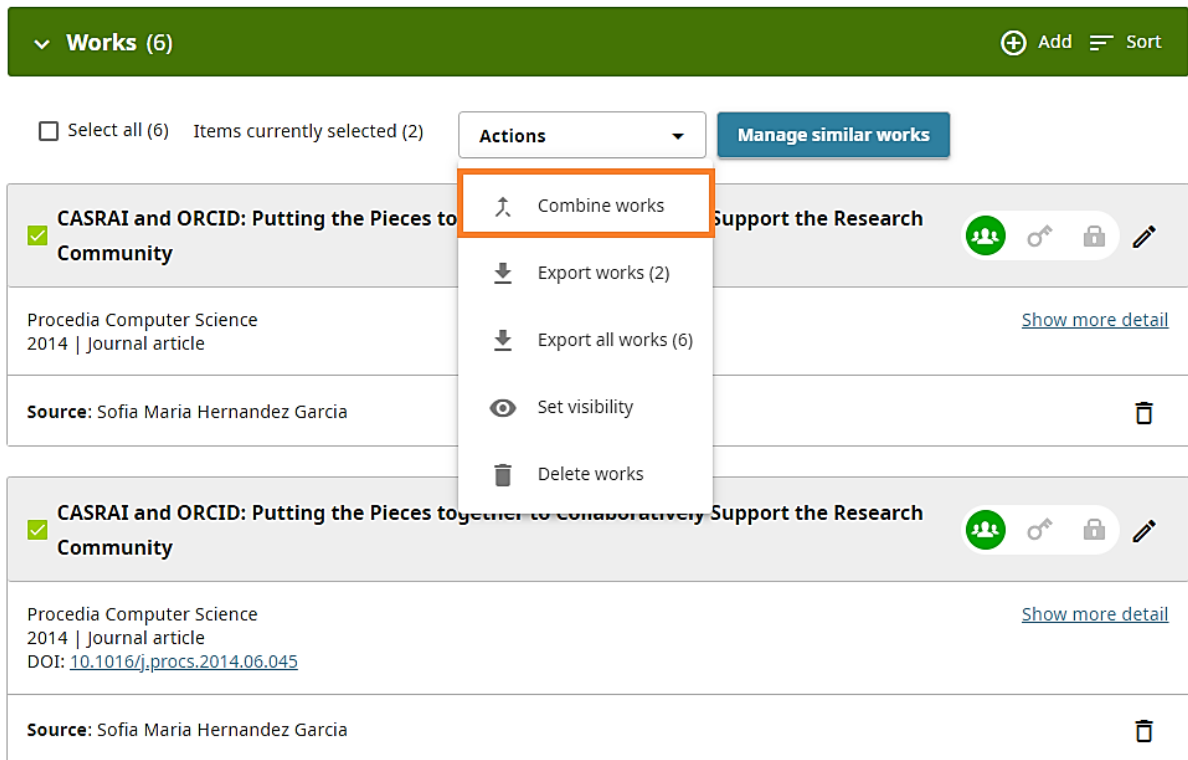 Works (6)
Add
Sort
Select all (6)
Items currently selected (2)
Actions
Manage similar works
Combine works
Export works (2)
Export all works (6)
Set visibility
Delete works
CASRAI and ORCID: Putting the Pieces to Support the Research
Community
Procedia Computer Science
Show more detail
2014 | Journal article
Source: Sofia Maria Hernandez Garcia
CASRAI and ORCID: Putting the Pieces together to Collaboratively Support the Research
Community
Procedia Computer Science
Show more detail
2014 | Journal article
DOI: 10.1016/j.procs.2014.06.045
Source: Sofia Maria Hernandez Garcia